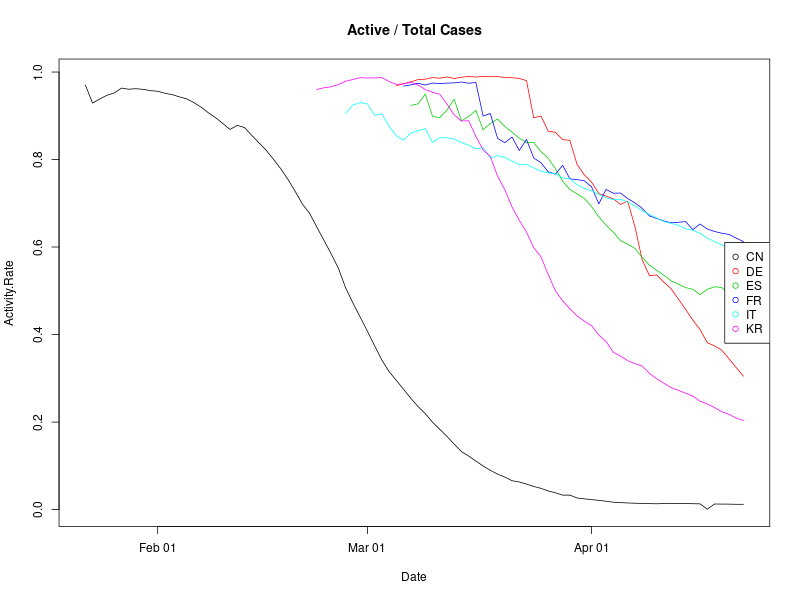 Active / Total Cases
Activity.Rate
1.0
0.8
0.6
0.4
0.2
0.0
CN
DE
ES
FR
IT
KR
Feb 01
Mar 01
Apr 01
Date